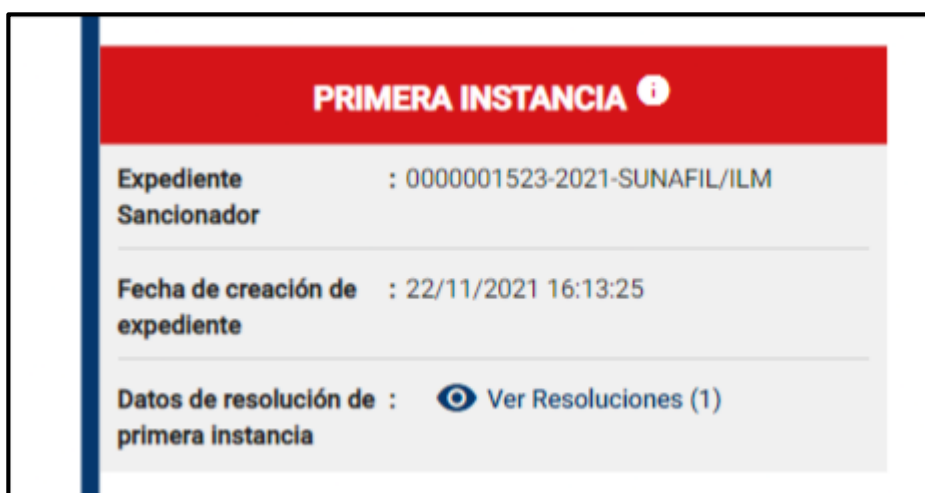 PRIMERA INSTANCIA i
Expediente : 0000001523-2021-SUNAFIL/ILM
Sancionador
Fecha de creación de : 22/11/2021 16:13:25
expediente
Datos de resolución de : Ver Resoluciones (1)
primera instancia